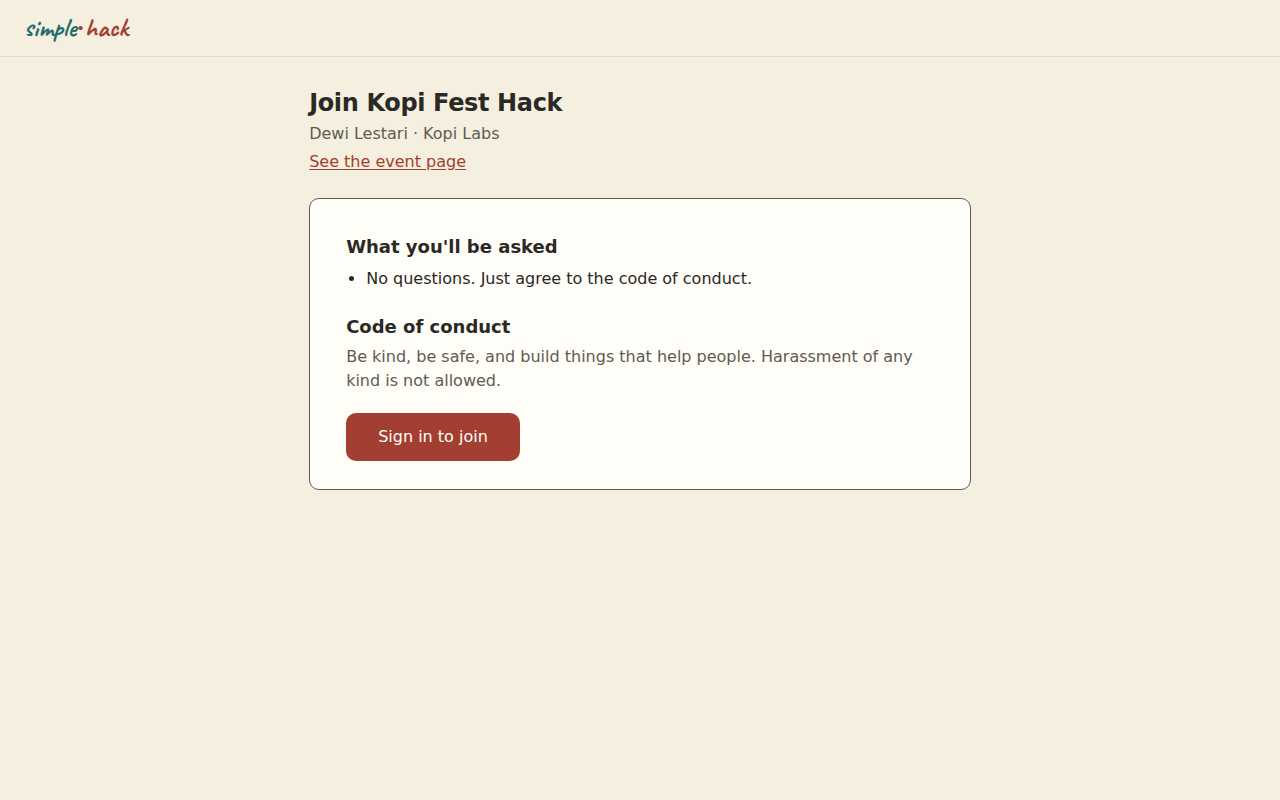 simple·hack
Join Kopi Fest Hack
Dewi Lestari · Kopi Labs
See the event page
What you'll be asked
• No questions. Just agree to the code of conduct.
Code of conduct
Be kind, be safe, and build things that help people. Harassment of any
kind is not allowed.
Sign in to join